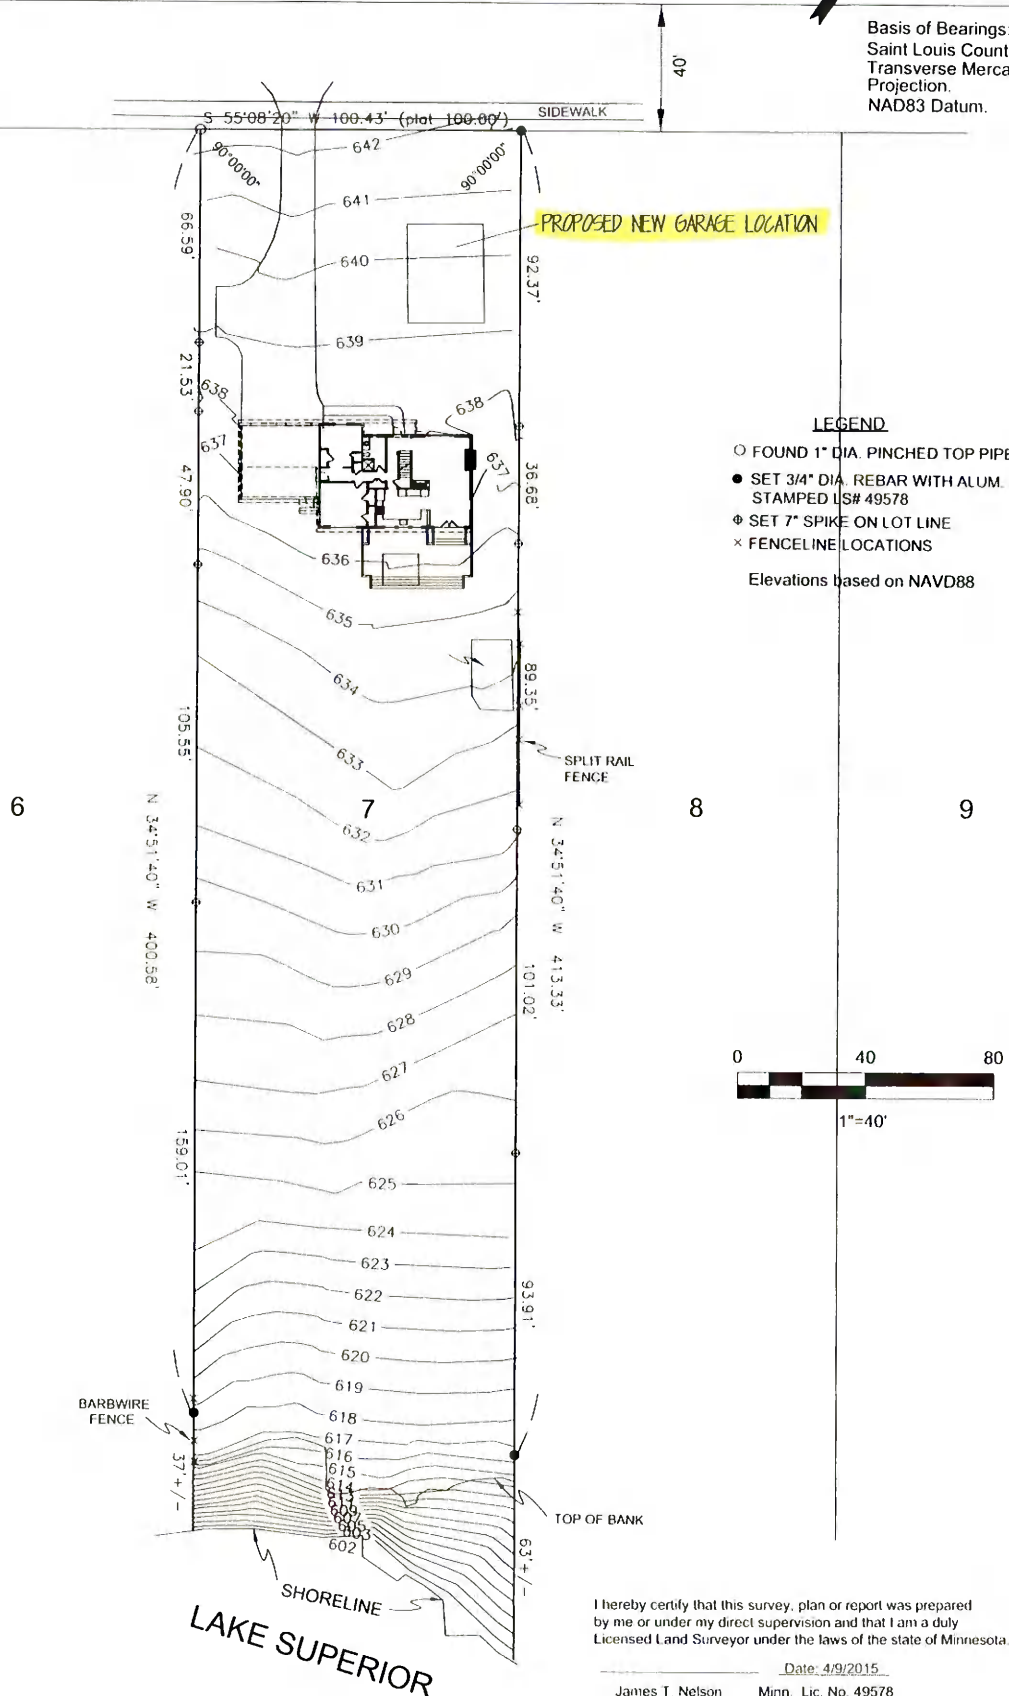 Basis of Bearings:
Saint Louis Count
Transverse Merca
Projection.
NAD83 Datum.
40'
SIDEWALK
S 55°08'20" W 100.43' (plat 100.00')
90°00'00"
90°00'00"
642
641
PROPOSED NEW GARAGE LOCATION
66.59'
640
92.37'
639
21.53'
638
638
637
637
47.90'
36.68'
636
635
634
89.35'
633
105.55'
LEGEND
FOUND 1" DIA. PINCHED TOP PIPE
SET 3/4" DIA. REBAR WITH ALUM.
STAMPED LS# 49578
SET 7" SPIKE ON LOT LINE
× FENCELINE LOCATIONS
Elevations based on NAVD88
SPLIT RAIL
FENCE
6
7
8
9
632
N 34°51'40" W 400.58'
N 34°51'40" W 413.33'
631
630
629
101.02'
628
627
626
0 40 80
1"=40'
159.01'
625
624
623
622
93.91'
621
620
619
618
617
616
615
614
BARBWIRE
FENCE
37'+/-
611
609
607
605
603
602
TOP OF BANK
63'+/-
SHORELINE
LAKE SUPERIOR
I hereby certify that this survey, plan or report was prepared
by me or under my direct supervision and that I am a duly
Licensed Land Surveyor under the laws of the state of Minnesota.
Date: 4/9/2015
James T. Nelson Minn. Lic. No. 49578